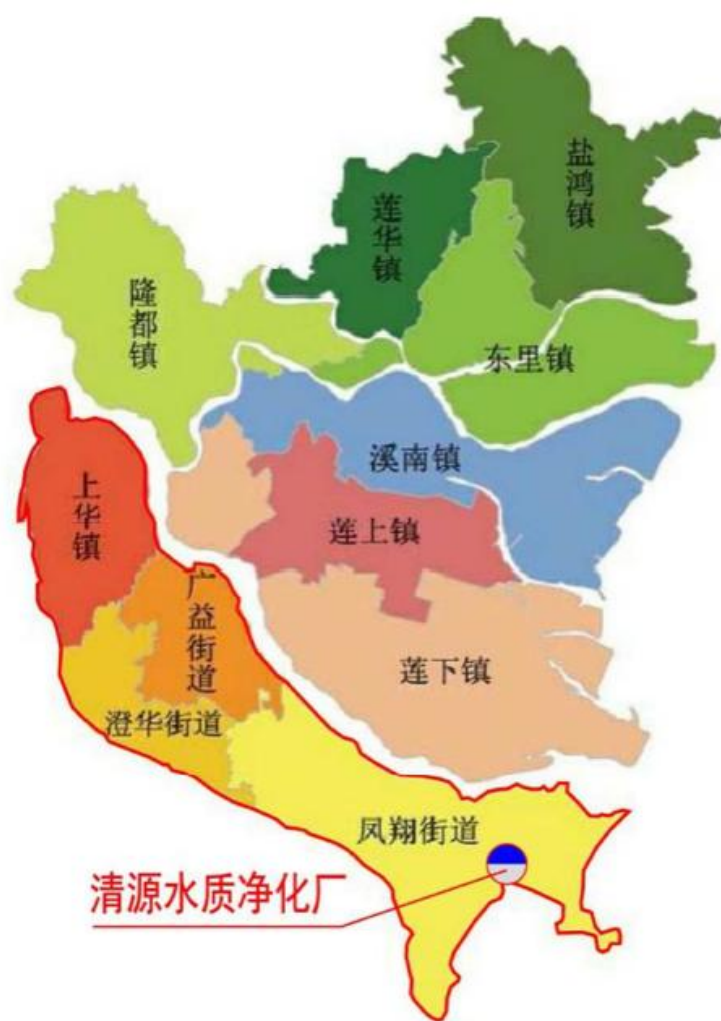 盐鸿镇
莲华镇
隆都镇
东里镇
溪南镇
上华镇
莲上镇
广益街道
莲下镇
澄华街道
凤翔街道
清源水质净化厂